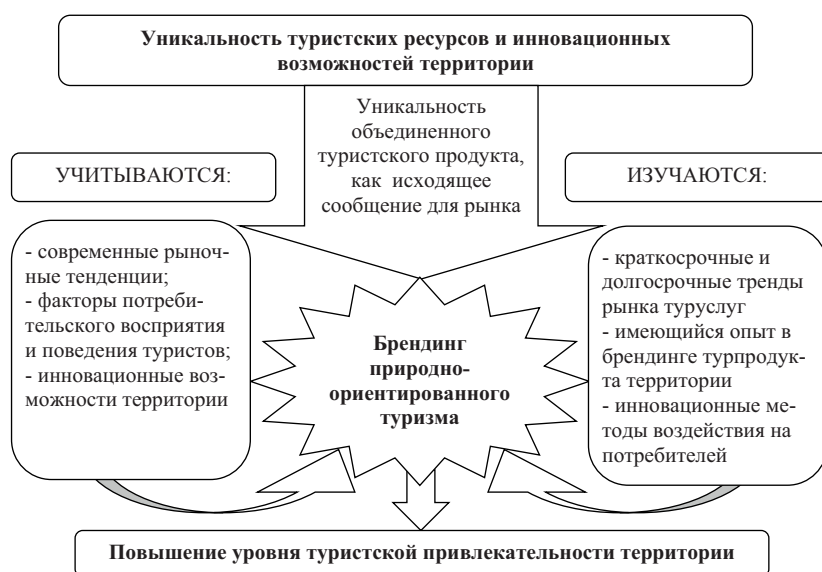 Уникальность туристских ресурсов и инновационных
возможностей территории
Уникальность
объединенного
туристского продукта,
как исходящее
сообщение для рынка
УЧИТЫВАЮТСЯ:
- современные рыноч-
ные тенденции;
- факторы потреби-
тельского восприятия
и поведения туристов;
- инновационные воз-
можности территории
Брендинг
природно-
ориентированного
туризма
ИЗУЧАЮТСЯ:
- краткосрочные и
долгосрочные тренды
рынка туруслуг
- имеющийся опыт в
брендинге турпродук-
та территории
- инновационные ме-
тоды воздействия на
потребителей
Повышение уровня туристской привлекательности территории